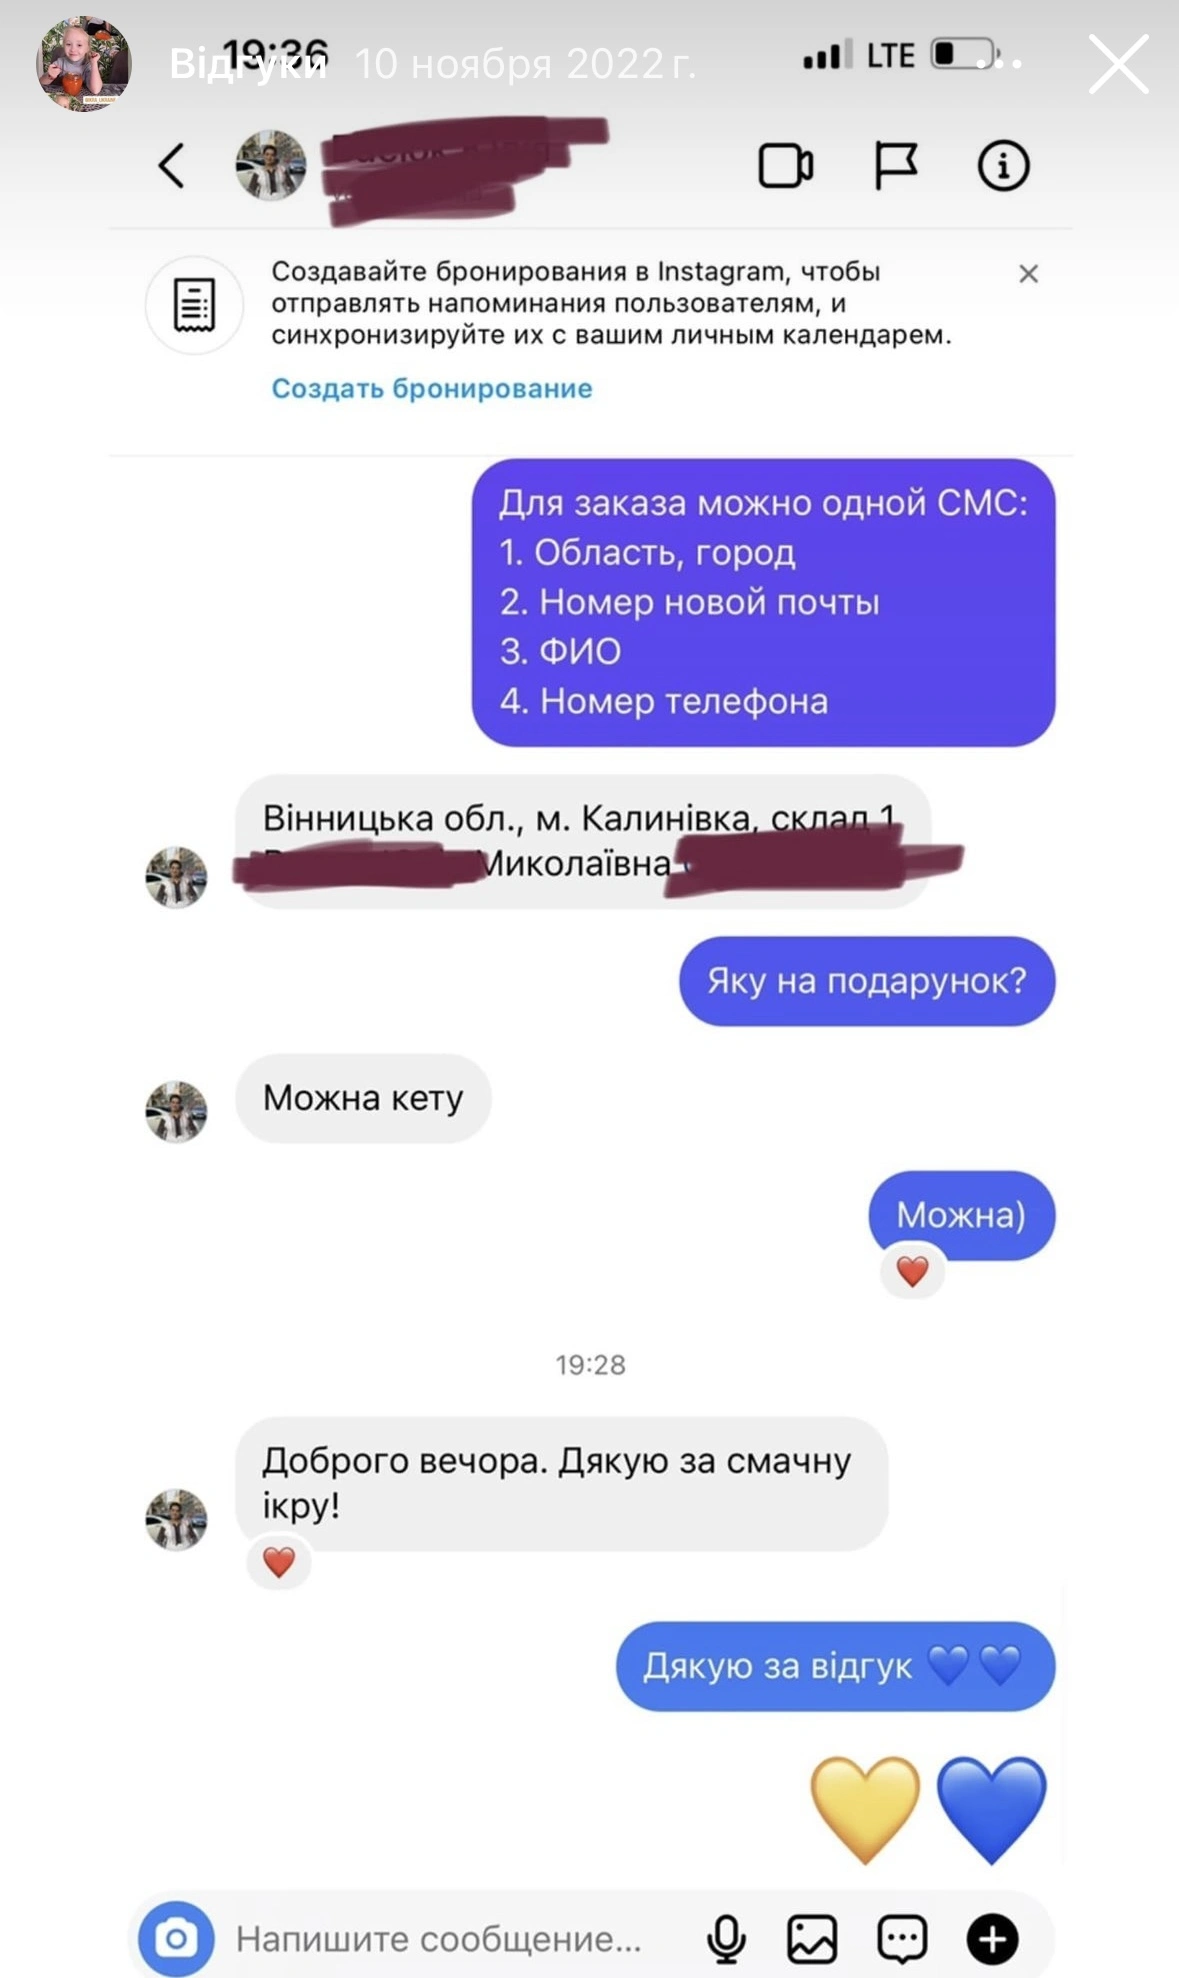 19:36
LTE
Відгуки 10 ноября 2022 г.
Создавайте бронирования в Instagram, чтобы
отправлять напоминания пользователям, и
синхронизируйте их с вашим личным календарем.
Создать бронирование
Для заказа можно одной СМС:
1. Область, город
2. Номер новой почты
3. ФИО
4. Номер телефона
Вінницька обл., м. Калинівка, склад 1
Миколаївна
Яку на подарунок?
Можна кету
Можна)
19:28
Доброго вечора. Дякую за смачну
ікру!
Дякую за відгук 💙💙
💛💙
Напишите сообщение...